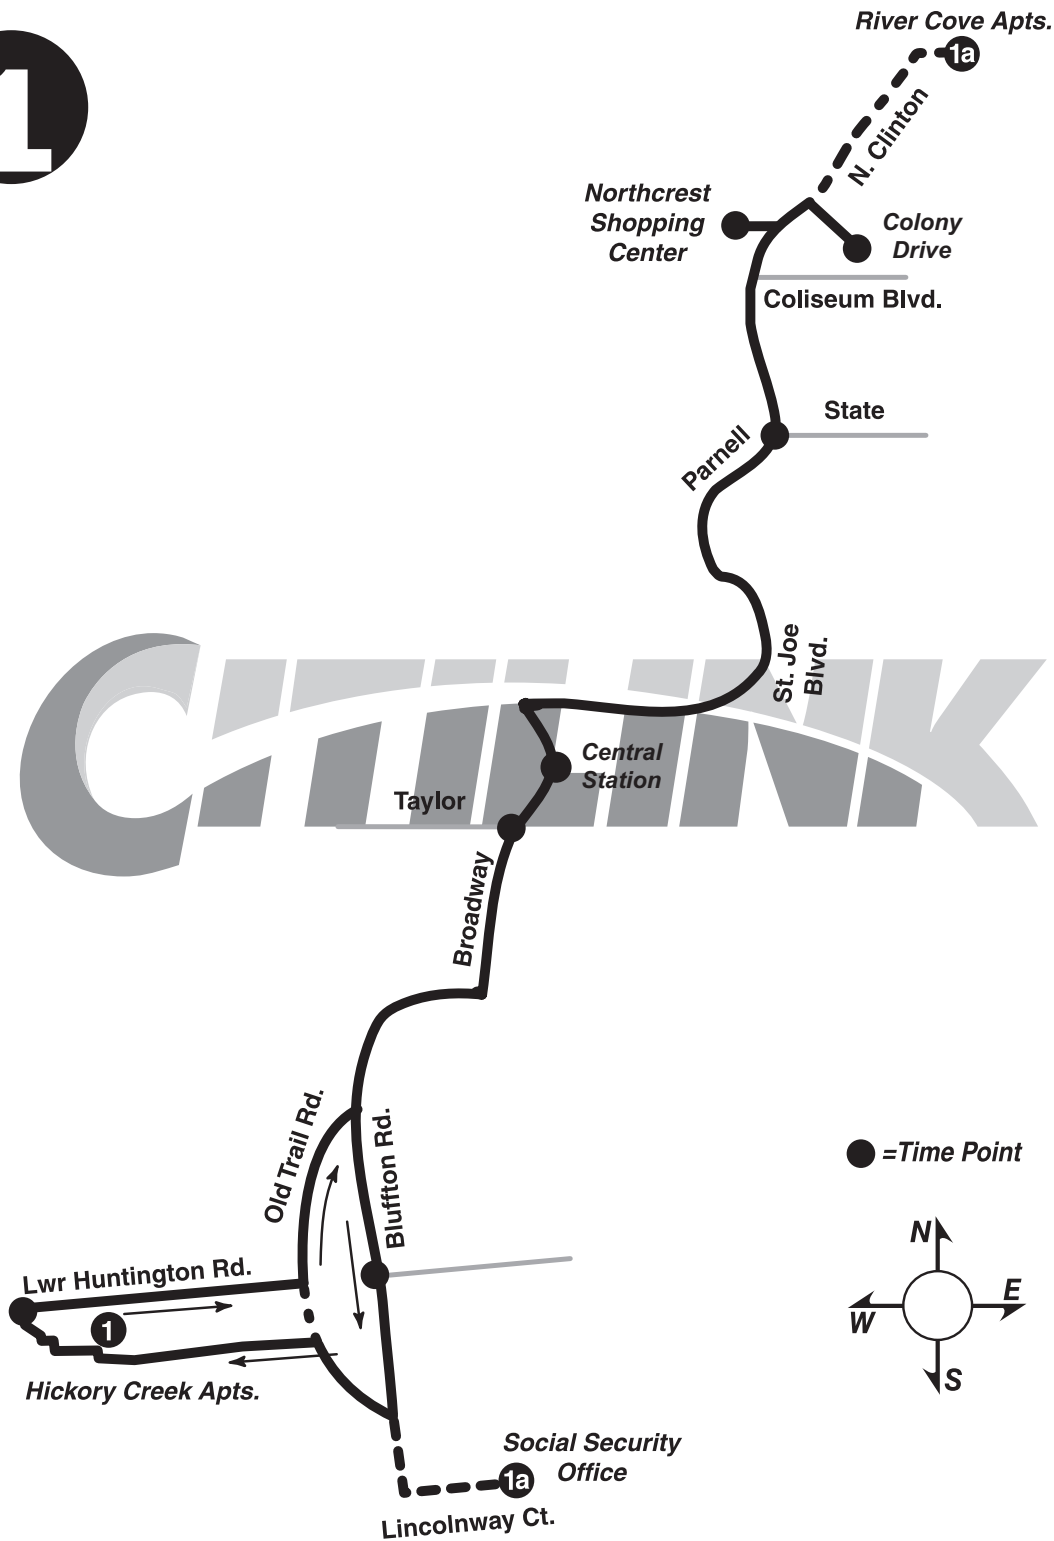 River Cove Apts.
1a
1
N. Clinton
Northcrest
Shopping
Center
Colony
Drive
Coliseum Blvd.
State
Parnell
St. Joe
Blvd.
CITILINK
Central
Station
Taylor
Broadway
Old Trail Rd.
Bluffton Rd.
=Time Point
N
E
W
S
Lwr Huntington Rd.
1
Hickory Creek Apts.
Social Security
Office
1a
Lincolnway Ct.